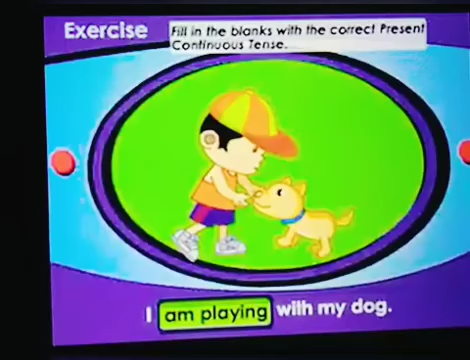 Exercise
Fill in the blanks with the correct Present
Continuous Tense.
I am playing with my dog.